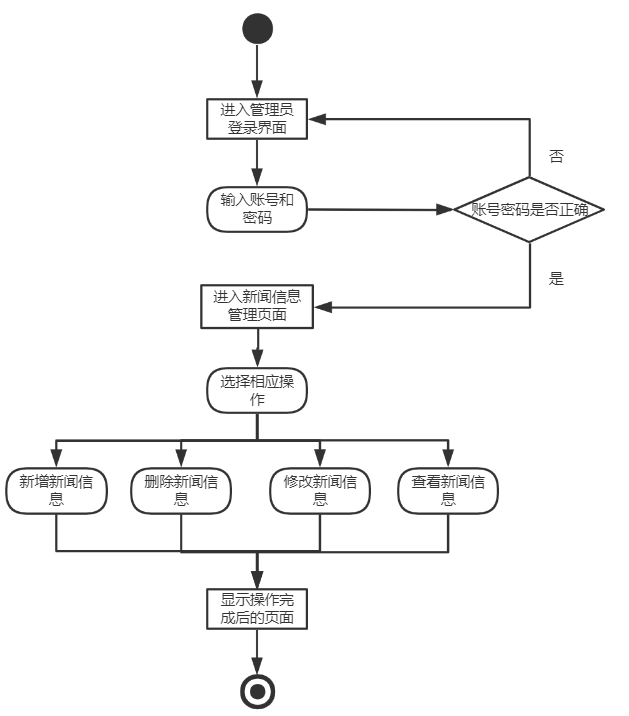 进入管理员
登录界面
否
输入账号和
密码
账号密码是否正确
是
进入新闻信息
管理页面
选择相应操
作
新增新闻信
息
删除新闻信
息
修改新闻信
息
查看新闻信
息
显示操作完
成后的页面